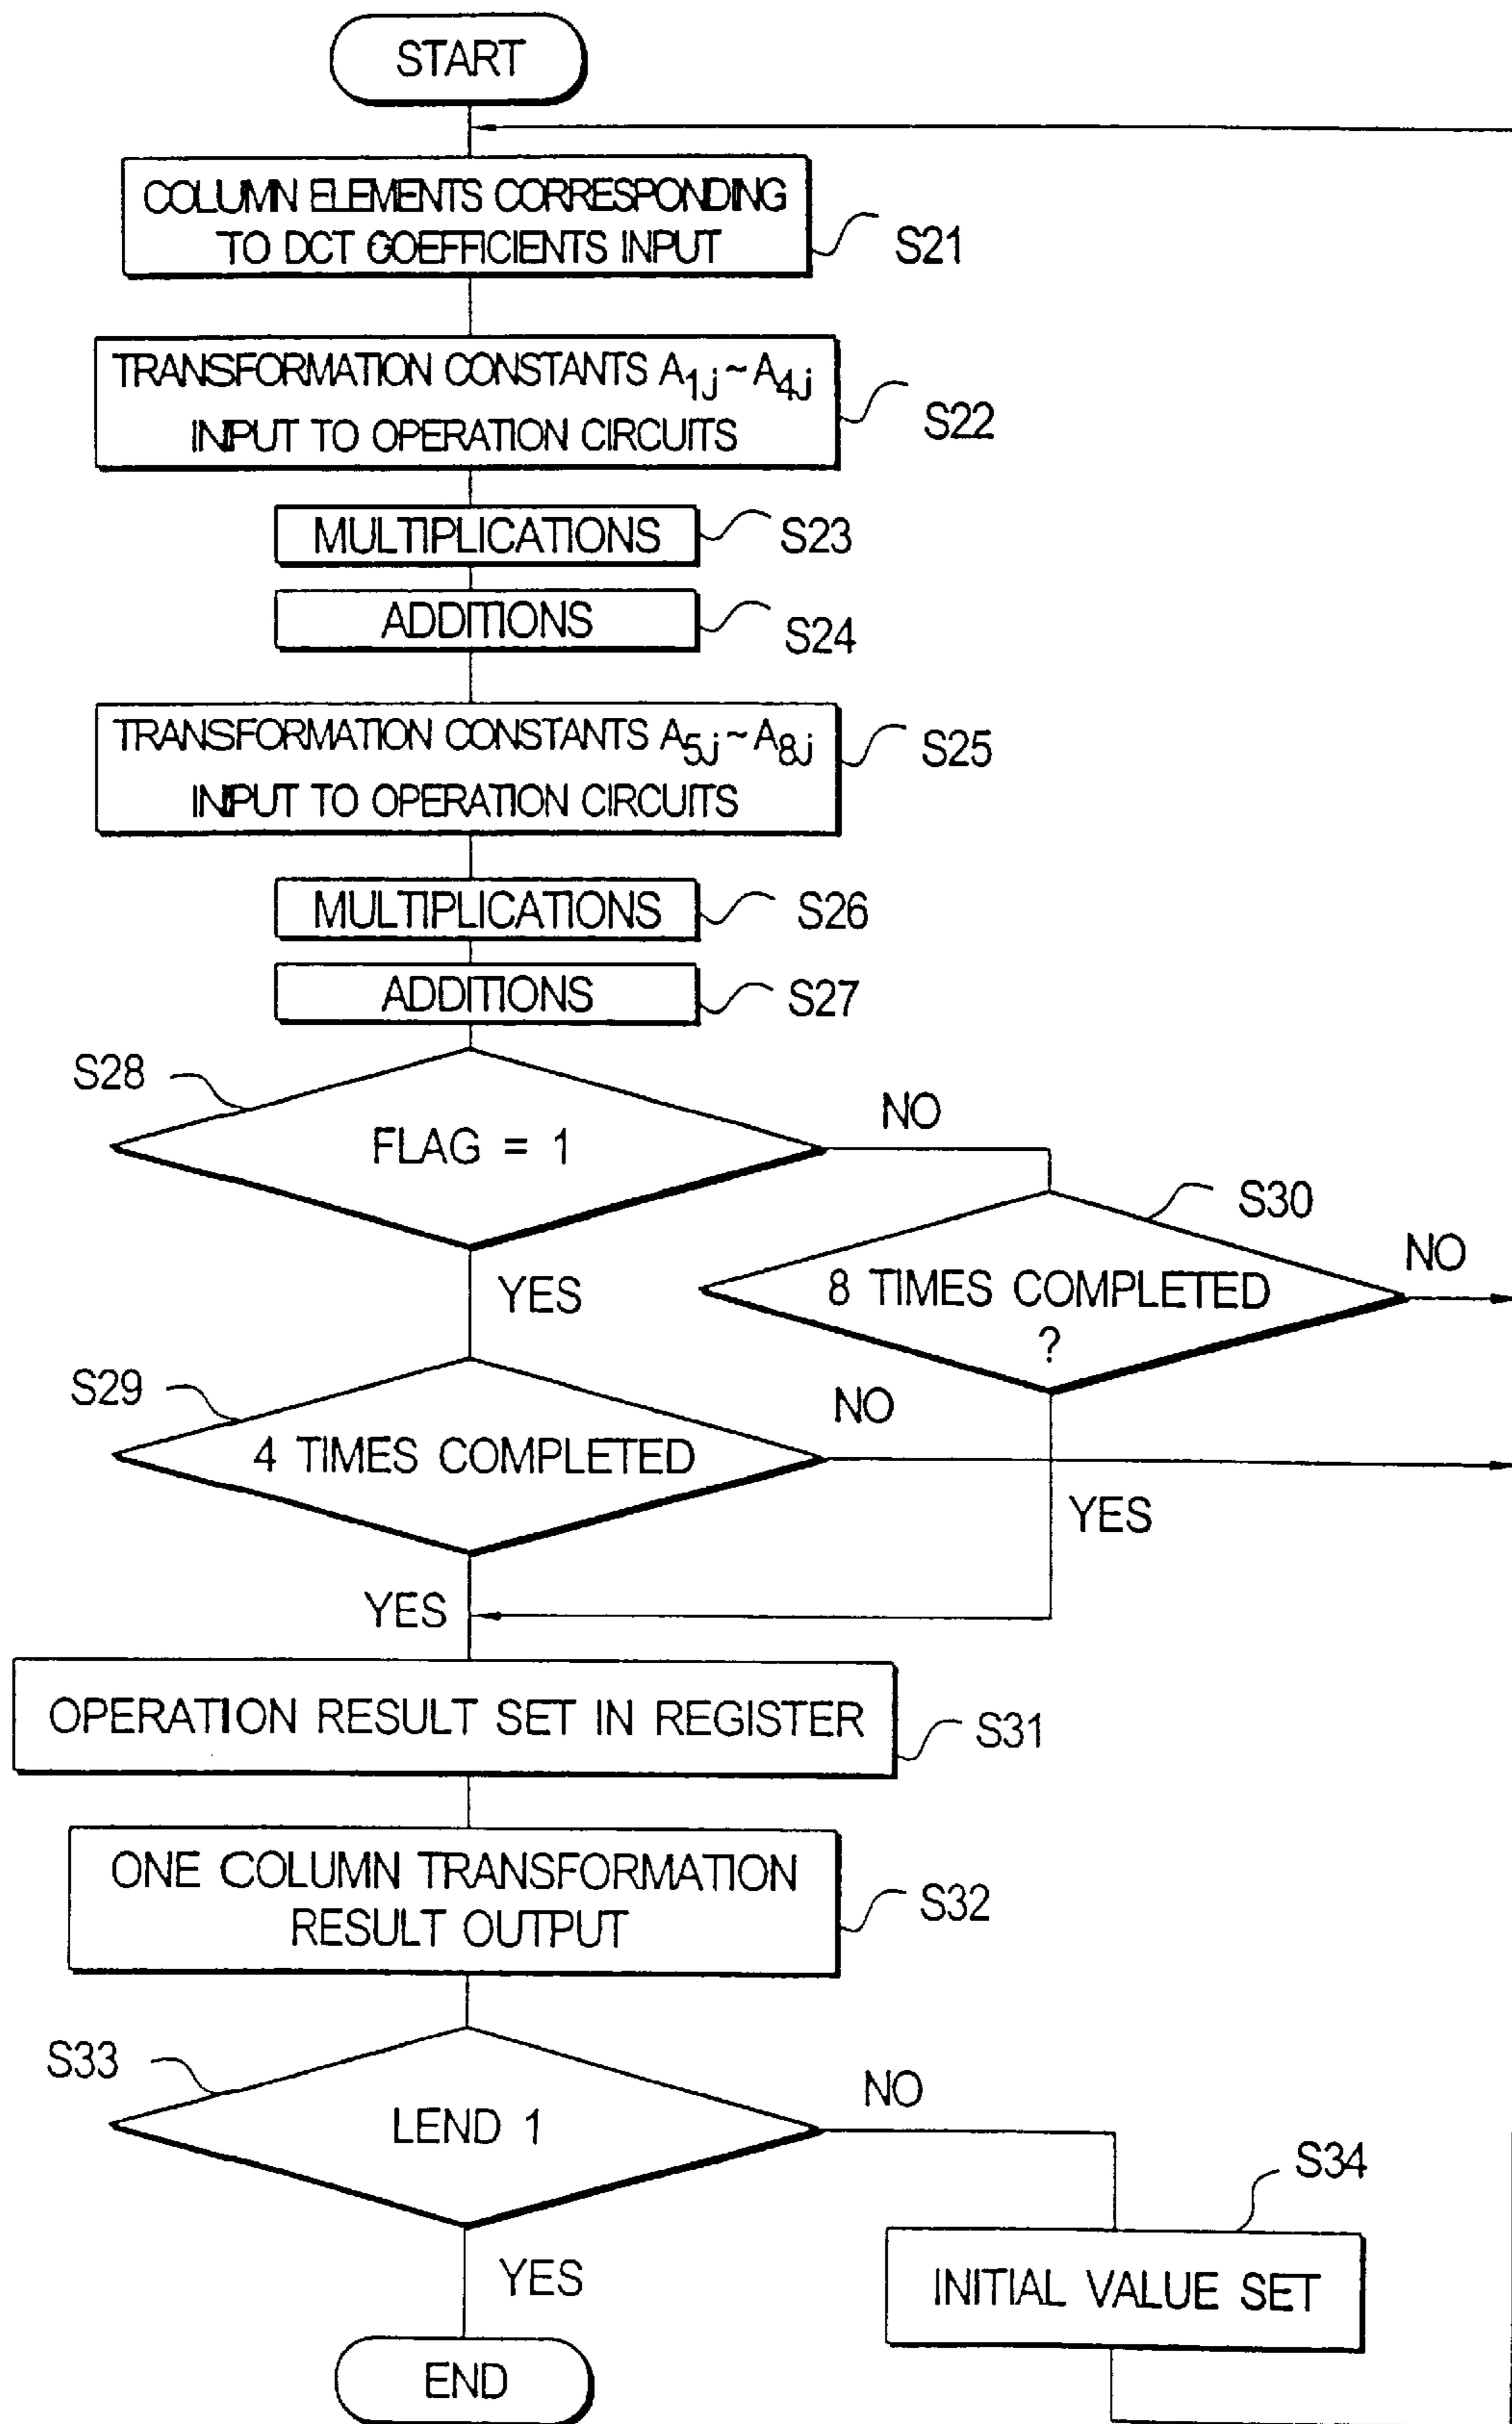 START
COLUMN ELEMENTS CORRESPONDING
TO DCT GOEFFICIENTS INPUT
S21
TRANSFORMATION CONSTANTS A1j~A4j
INPUT TO OPERATION CIRCUITS
S22
MULTIPLICATIONS
S23
ADDITIONS
S24
TRANSFORMATION CONSTANTS A5j~A8j
INPUT TO OPERATION CIRCUITS
S25
MULTIPLICATIONS
S26
ADDITIONS
S27
S28
FLAG = 1
NO
YES
S30
8 TIMES COMPLETED
?
NO
YES
S29
4 TIMES COMPLETED
NO
YES
OPERATION RESULT SET IN REGISTER
S31
ONE COLUMN TRANSFORMATION
RESULT OUTPUT
S32
S33
LEND 1
NO
YES
S34
INITIAL VALUE SET
END